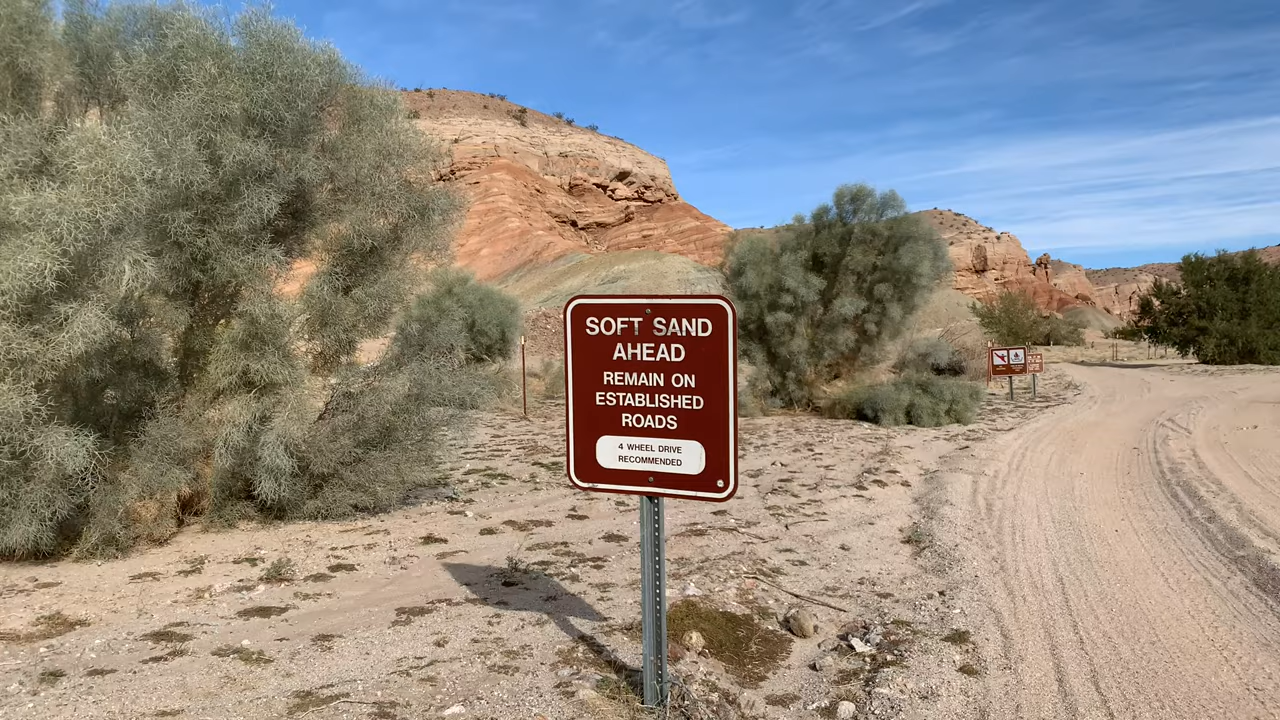 SOFT SAND
AHEAD
REMAIN ON
ESTABLISHED
ROADS
4 WHEEL DRIVE
RECOMMENDED